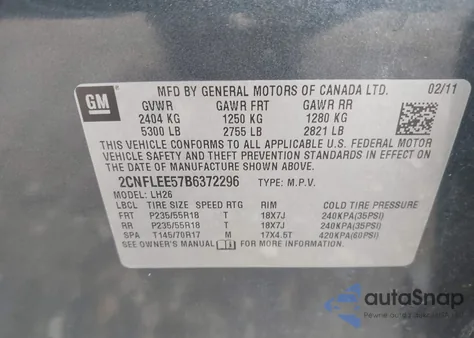 GM
MFD BY GENERAL MOTORS OF CANADA LTD. 02/11
GVWR GAWR FRT GAWR RR
2404 KG 1250 KG 1280 KG
5300 LB 2755 LB 2821 LB
THIS VEHICLE CONFORMS TO ALL APPLICABLE U.S. FEDERAL MOTOR
VEHICLE SAFETY AND THEFT PREVENTION STANDARDS IN EFFECT ON
THE DATE OF MANUFACTURE SHOWN ABOVE.
2CNFLEE57B6372296 TYPE: M.P.V.
MODEL: LH26
LBCL TIRE SIZE SPEED RTG RIM COLD TIRE PRESSURE
FRT P235/55R18 T 18X7J 240KPA(35PSI)
RR P235/55R18 T 18X7J 240KPA(35PSI)
SPA T145/70R17 M 17X4.5T 420KPA(60PSI)
SEE OWNER'S MANUAL FOR MORE INFORMATION.
autoSnap